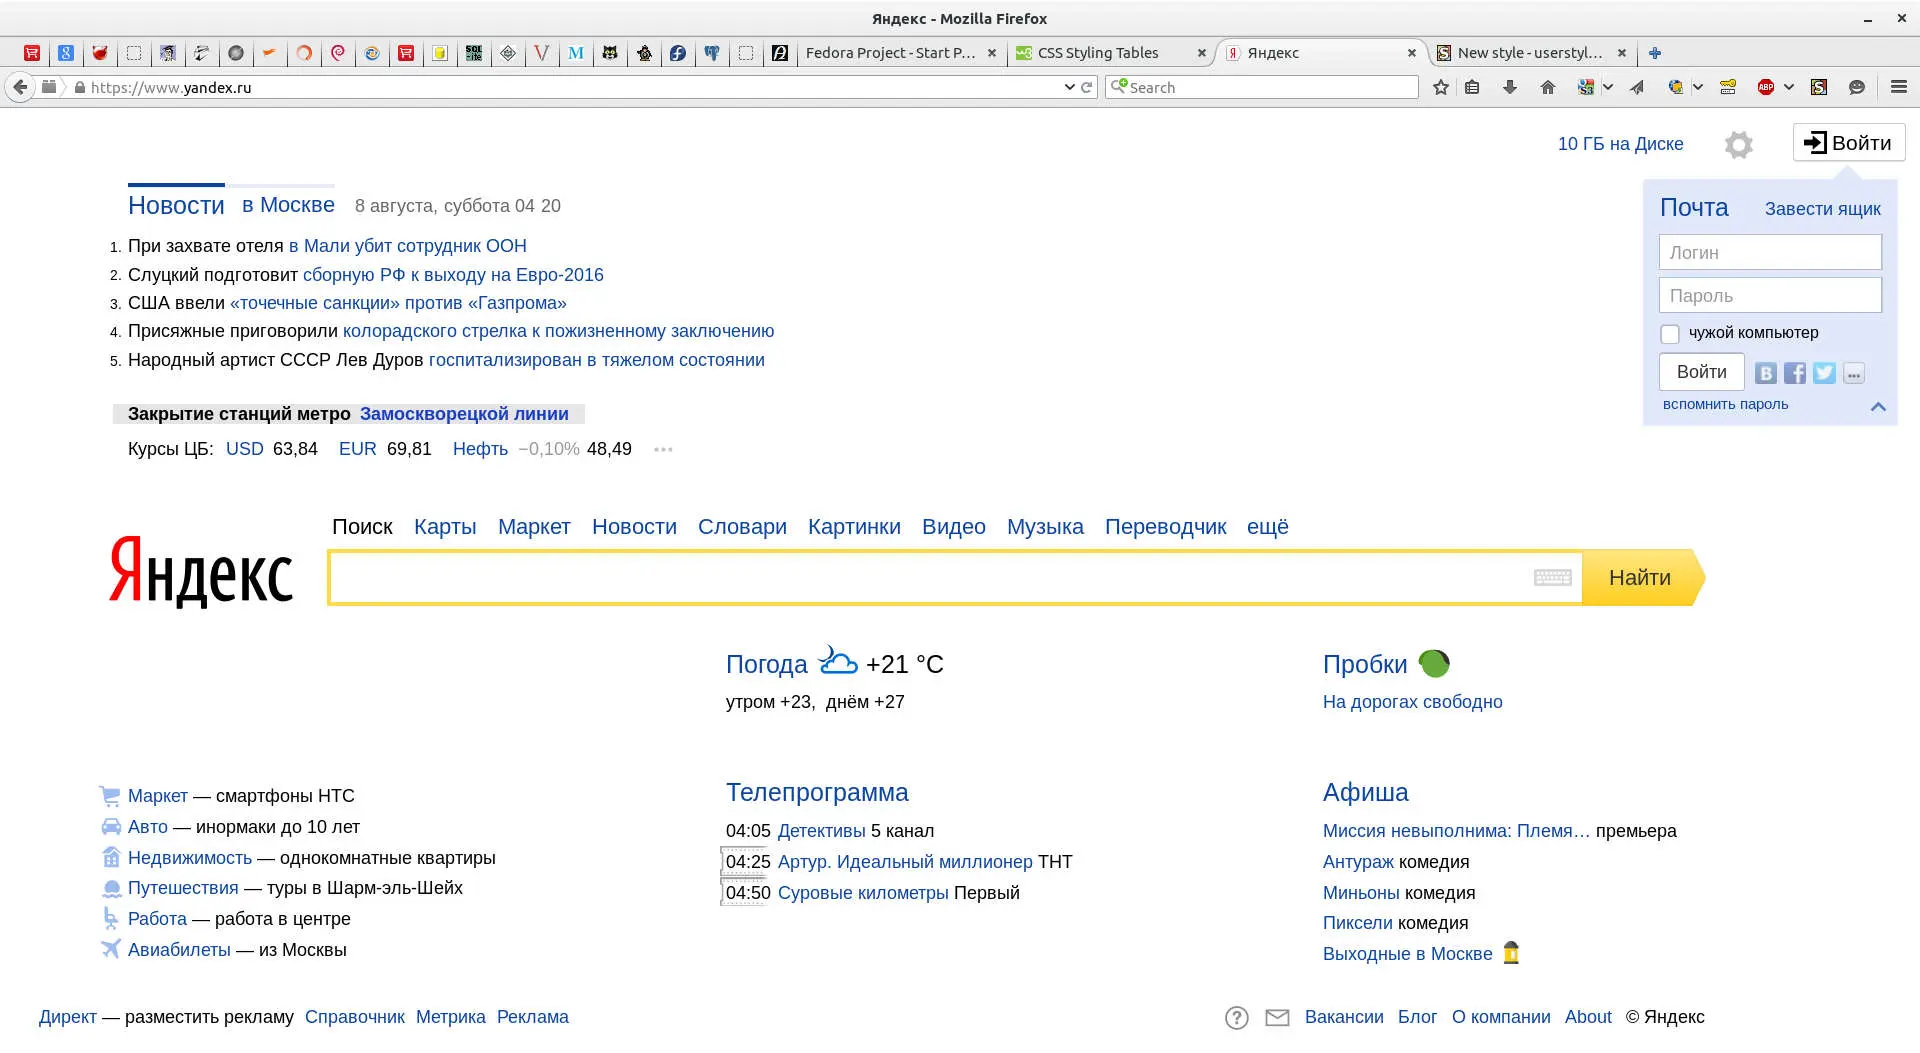 Яндекс - Mozilla Firefox
Fedora Project - Start P...
CSS Styling Tables
Яндекс
New style - userstyl...
https://www.yandex.ru
Search
10 ГБ на Диске
Войти
Новости в Москве 8 августа, суббота 04 20
1. При захвате отеля в Мали убит сотрудник ООН
2. Слуцкий подготовит сборную РФ к выходу на Евро-2016
3. США ввели «точечные санкции» против «Газпрома»
4. Присяжные приговорили колорадского стрелка к пожизненному заключению
5. Народный артист СССР Лев Дуров госпитализирован в тяжелом состоянии
Закрытие станций метро Замоскворецкой линии
Курсы ЦБ: USD 63,84 EUR 69,81 Нефть −0,10% 48,49
Почта Завести ящик
Логин
Пароль
чужой компьютер
Войти
вспомнить пароль
Поиск Карты Маркет Новости Словари Картинки Видео Музыка Переводчик ещё
Яндекс
Найти
Погода +21 °C
утром +23, днём +27
Пробки
На дорогах свободно
Маркет — смартфоны HTC
Авто — инормаки до 10 лет
Недвижимость — однокомнатные квартиры
Путешествия — туры в Шарм-эль-Шейх
Работа — работа в центре
Авиабилеты — из Москвы
Телепрограмма
04:05 Детективы 5 канал
04:25 Артур. Идеальный миллионер ТНТ
04:50 Суровые километры Первый
Афиша
Миссия невыполнима: Племя… премьера
Антураж комедия
Миньоны комедия
Пиксели комедия
Выходные в Москве
Директ — разместить рекламу Справочник Метрика Реклама
Вакансии Блог О компании About © Яндекс